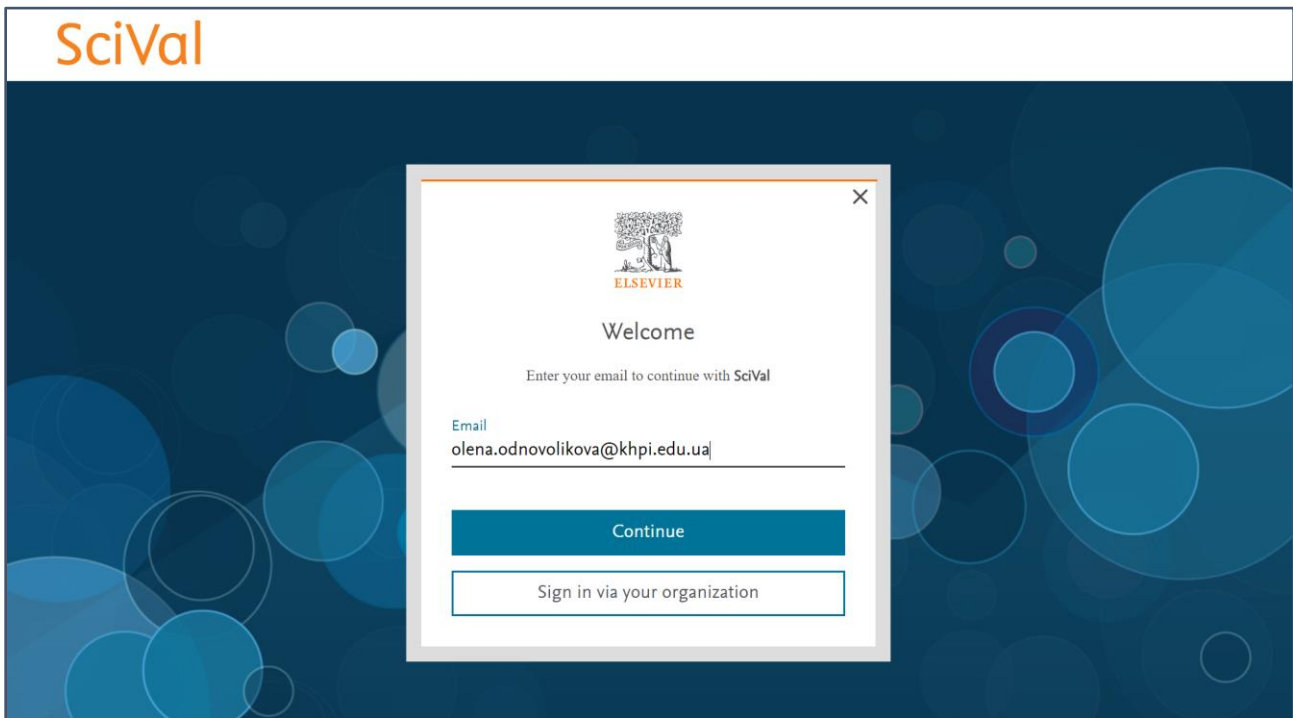 SciVal
ELSEVIER
Welcome
Enter your email to continue with SciVal
Email
olena.odnovolikova@khpi.edu.ua
Continue
Sign in via your organization